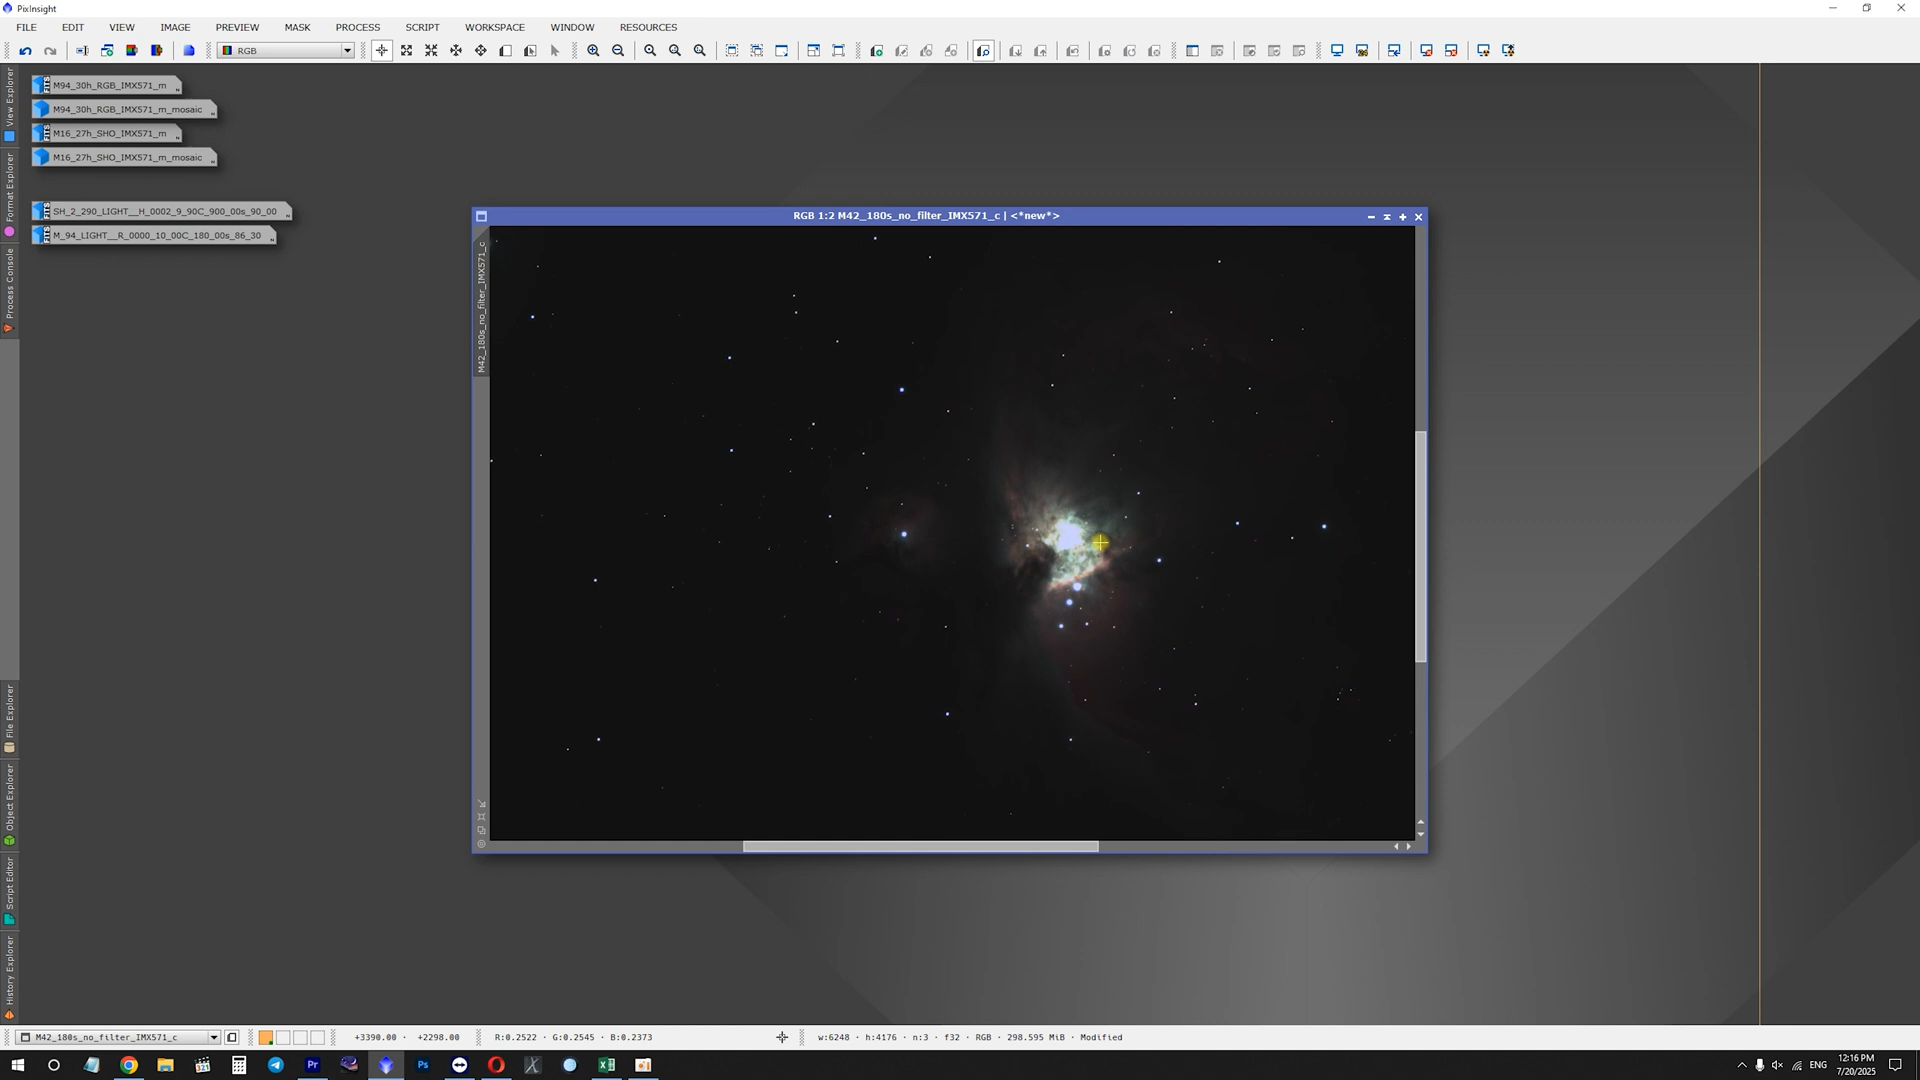 PixInsight
FILE EDIT VIEW IMAGE PROCESS SCRIPT WORKSPACE WINDOW RESOURCES
RGB
View Explorer
Format Explorer
Process Console
File Explorer
Object Explorer
Script Editor
History Explorer
M94_30h_RGB_IMX571_m
M94_30h_RGB_IMX571_m_mosaic
M16_27h_SHO_IMX571_m
M16_27h_SHO_IMX571_m_mosaic
SH_2_290_LIGHT__H_0002_9_90C_900_00s_90_00
M_94_LIGHT__R_0000_10_00C_180_00s_86_30
RGB 1:2 M42_180s_no_filter_IMX571_c | <*new*>
M42_180s_no_filter_IMX571_c
M42_180s_no_filter_IMX571_c +3390.00 · +2298.00 R:0.2522 · G:0.2545 · B:0.2373 w:6248 · h:4176 · n:3 · f32 · RGB · 298.595 MiB · Modified
321 Pr Ps ENG 12:16 PM
7/20/2025